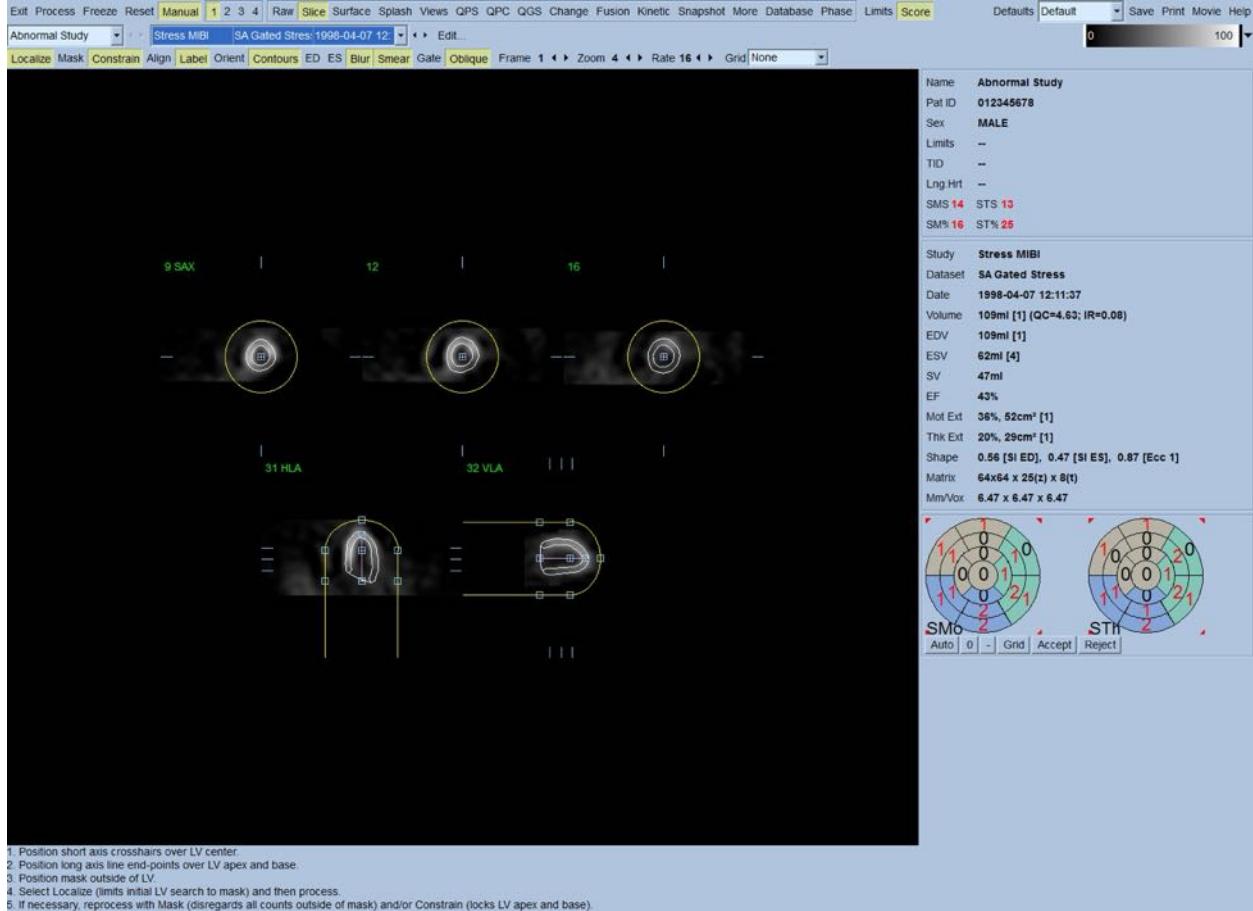 Exit Process Freeze Reset Manual 1 2 3 4 Raw Slice Surface Splash Views QPS QPC QGS Change Fusion Kinetic Snapshot More Database Phase Limits Score Defaults Default Save Print Movie Help
Abnormal Study Stress MIBI SA Gated Stres: 1998-04-07 12: Edit... 0 100
Localize Mask Constrain Align Label Orient Contours ED ES Blur Smear Gate Oblique Frame 1 Zoom 4 Rate 16 Grid None
Name Abnormal Study
Pat ID 012345678
Sex MALE
Limits --
TID --
Lng:Hrt --
SMS 14 STS 13
SM% 16 ST% 25
9 SAX 12 16
Study Stress MIBI
Dataset SA Gated Stress
Date 1998-04-07 12:11:37
Volume 109ml [1] (QC=4.63; IR=0.08)
EDV 109ml [1]
ESV 62ml [4]
SV 47ml
EF 43%
Mot Ext 36%, 52cm² [1]
Thk Ext 20%, 29cm² [1]
Shape 0.56 [SI ED], 0.47 [SI ES], 0.87 [Ecc 1]
Matrix 64x64 x 25(z) x 8(t)
Mm/Vox 6.47 x 6.47 x 6.47
31 HLA 32 VLA
SMo STh
Auto 0 - Grid Accept Reject
1. Position short axis crosshairs over LV center.
2. Position long axis line end-points over LV apex and base.
3. Position mask outside of LV.
4. Select Localize (limits initial LV search to mask) and then process.
5. If necessary, reprocess with Mask (disregards all counts outside of mask) and/or Constrain (locks LV apex and base).